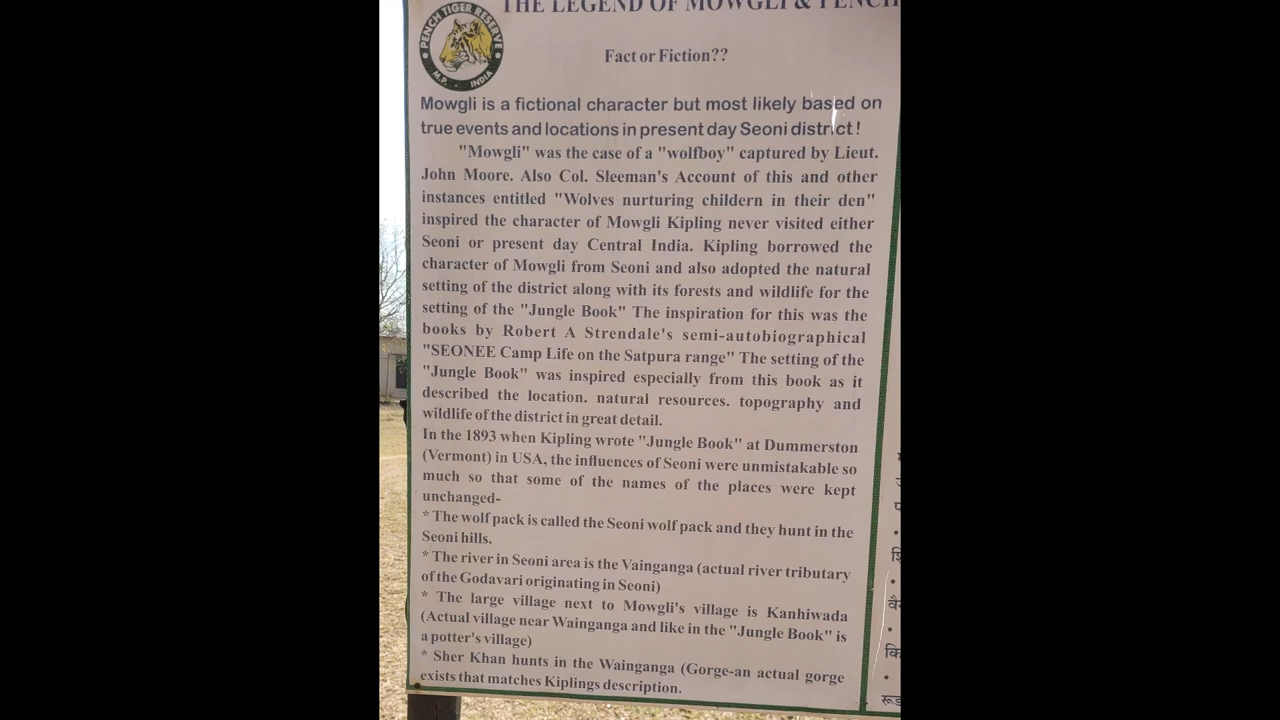 THE LEGEND OF MOWGLI & PENCH
PENCH TIGER RESERVE
M.P. · INDIA
Fact or Fiction??
Mowgli is a fictional character but most likely based on
true events and locations in present day Seoni district !
"Mowgli" was the case of a "wolfboy" captured by Lieut.
John Moore. Also Col. Sleeman's Account of this and other
instances entitled "Wolves nurturing childern in their den"
inspired the character of Mowgli Kipling never visited either
Seoni or present day Central India. Kipling borrowed the
character of Mowgli from Seoni and also adopted the natural
setting of the district along with its forests and wildlife for the
setting of the "Jungle Book" The inspiration for this was the
books by Robert A Strendale's semi-autobiographical
"SEONEE Camp Life on the Satpura range" The setting of the
"Jungle Book" was inspired especially from this book as it
described the location. natural resources. topography and
wildlife of the district in great detail.
In the 1893 when Kipling wrote "Jungle Book" at Dummerston
(Vermont) in USA, the influences of Seoni were unmistakable so
much so that some of the names of the places were kept
unchanged-
* The wolf pack is called the Seoni wolf pack and they hunt in the
Seoni hills.
* The river in Seoni area is the Vainganga (actual river tributary
of the Godavari originating in Seoni)
* The large village next to Mowgli's village is Kanhiwada
(Actual village near Wainganga and like in the "Jungle Book" is
a potter's village)
* Sher Khan hunts in the Wainganga (Gorge-an actual gorge
exists that matches Kiplings description.